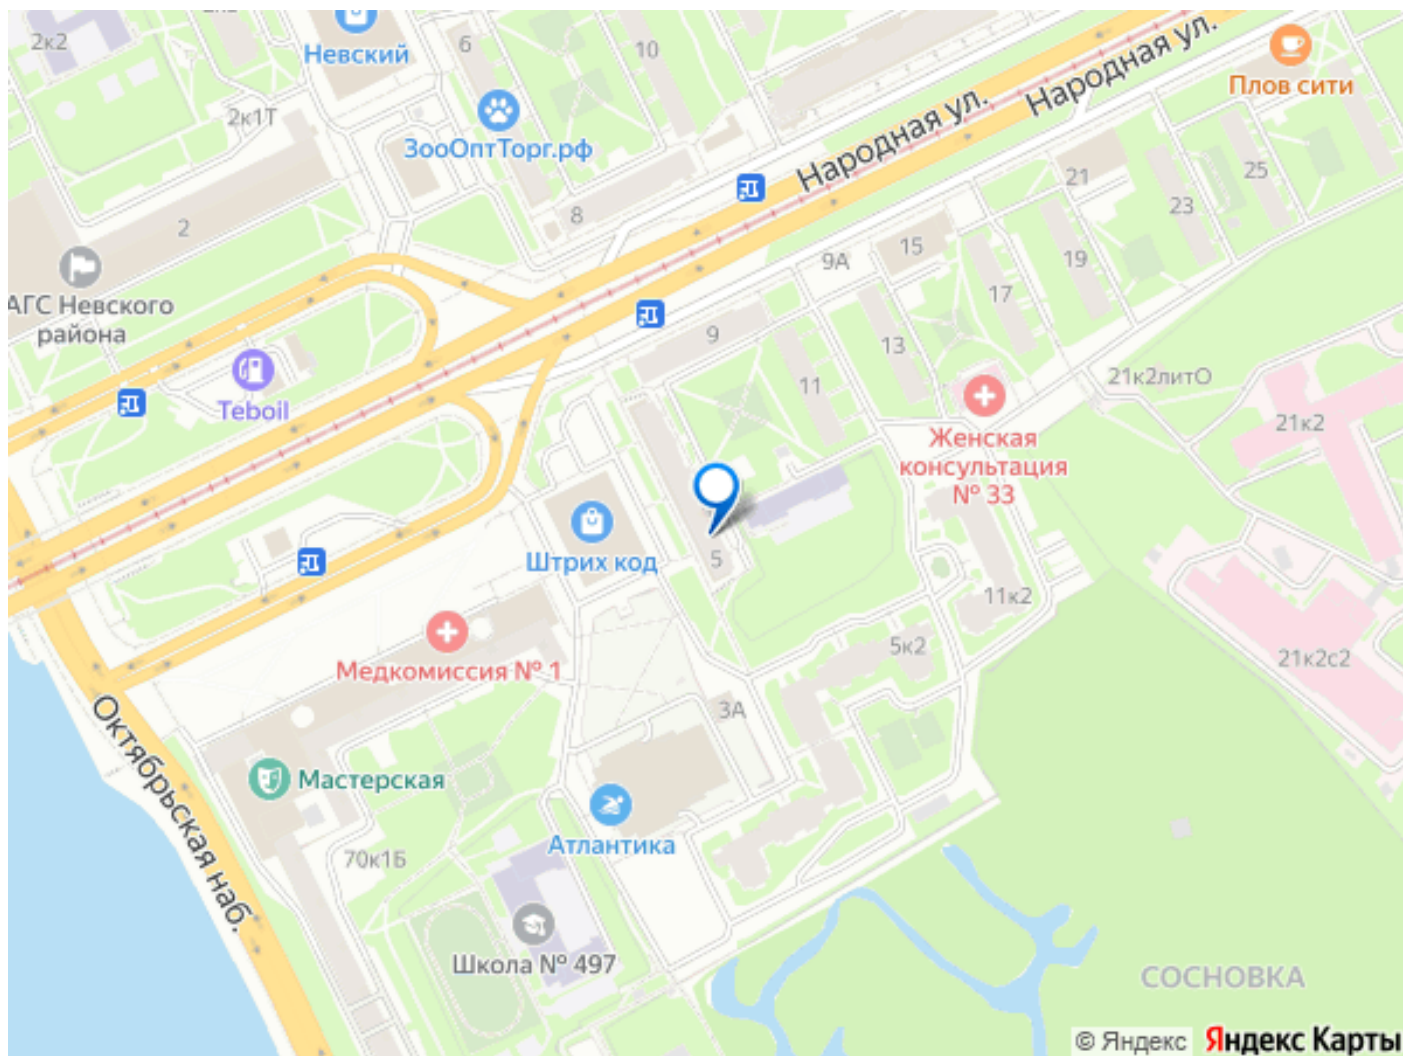 2к2
Невский
6
10
2к1Т
ЗооОптТорг.рф
Народная ул.
Народная ул.
Плов сити
8
2
АГС Невского
района
Teboil
9А
15
21
23
25
19
17
13
9
11
21к2литО
21к2
Женская
консультация
№ 33
Штрих код
5
11к2
5к2
21к2с2
Медкомиссия № 1
3А
Октябрьская наб.
Мастерская
Атлантика
70к1Б
Школа № 497
СОСНОВКА
© Яндекс Яндекс Карты